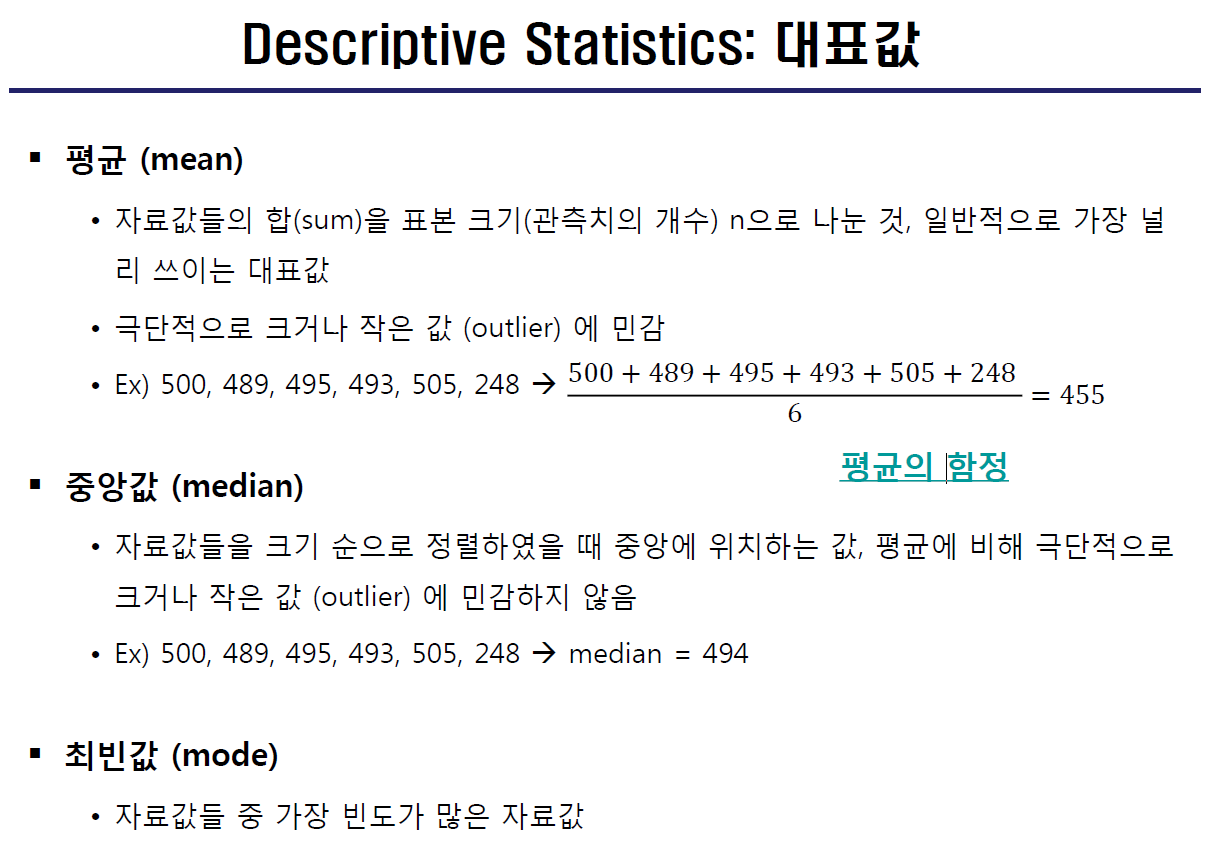 Descriptive Statistics: 대표값
▪ 평균 (mean)
• 자료값들의 합(sum)을 표본 크기(관측치의 개수) n으로 나눈 것, 일반적으로 가장 널
리 쓰이는 대표값
• 극단적으로 크거나 작은 값 (outlier) 에 민감
• Ex) 500, 489, 495, 493, 505, 248 → 500 + 489 + 495 + 493 + 505 + 248
6
= 455
평균의 함정
▪ 중앙값 (median)
• 자료값들을 크기 순으로 정렬하였을 때 중앙에 위치하는 값, 평균에 비해 극단적으로
크거나 작은 값 (outlier) 에 민감하지 않음
• Ex) 500, 489, 495, 493, 505, 248 → median = 494
▪ 최빈값 (mode)
• 자료값들 중 가장 빈도가 많은 자료값